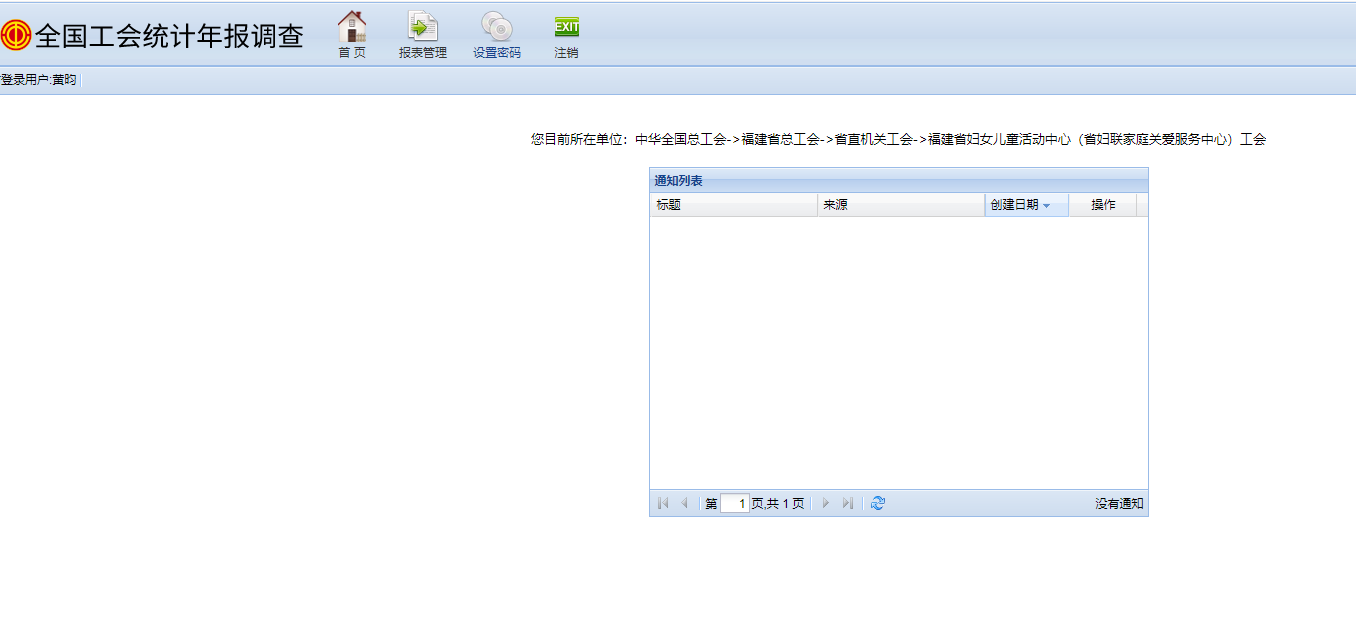 全国工会统计年报调查
首 页
报表管理
设置密码
EXIT
注销
登录用户:黄昀
您目前所在单位：中华全国总工会->福建省总工会->省直机关工会->福建省妇女儿童活动中心（省妇联家庭关爱服务中心）工会
通知列表
标题 来源 创建日期 操作
第 1 页,共 1 页 没有通知